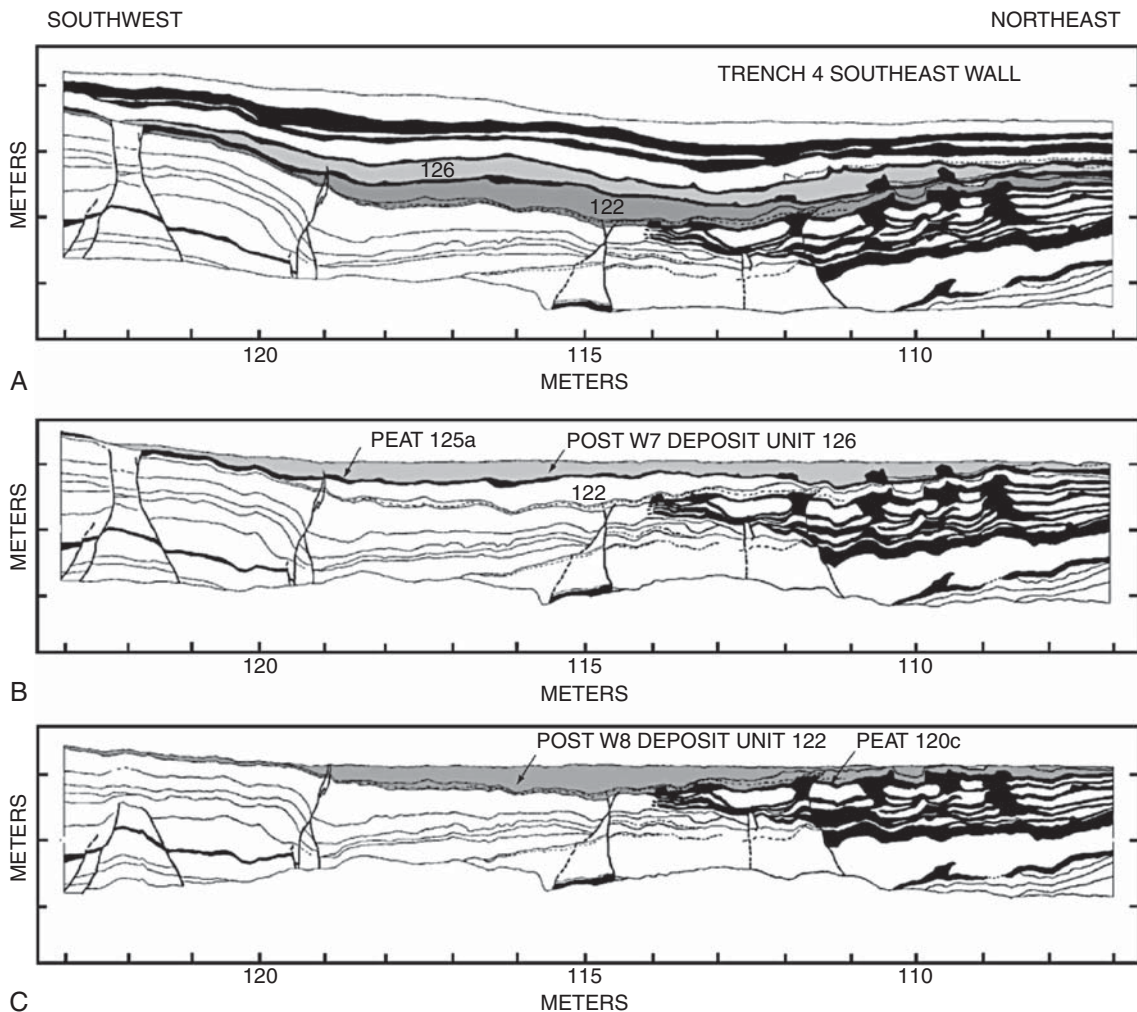 SOUTHWEST NORTHEAST
TRENCH 4 SOUTHEAST WALL
METERS
126
122
120 115 110
A
METERS
PEAT 125a POST W7 DEPOSIT UNIT 126
METERS
122
120 115 110
B
METERS
POST W8 DEPOSIT UNIT 122 PEAT 120c
METERS
120 115 110
C
METERS